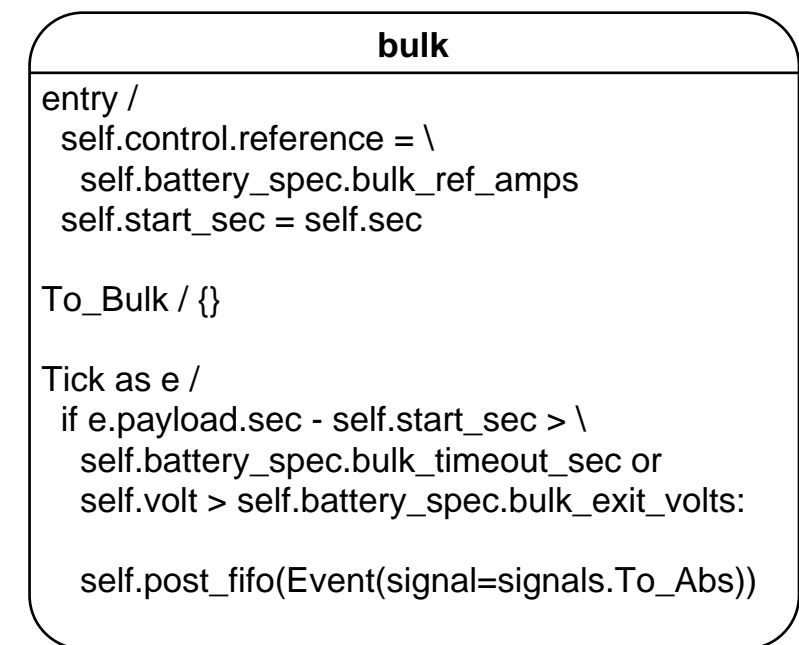 bulk
entry /
self.control.reference = \
self.battery_spec.bulk_ref_amps
self.start_sec = self.sec
To_Bulk / {}
Tick as e /
if e.payload.sec - self.start_sec > \
self.battery_spec.bulk_timeout_sec or
self.volt > self.battery_spec.bulk_exit_volts:
self.post_fifo(Event(signal=signals.To_Abs))